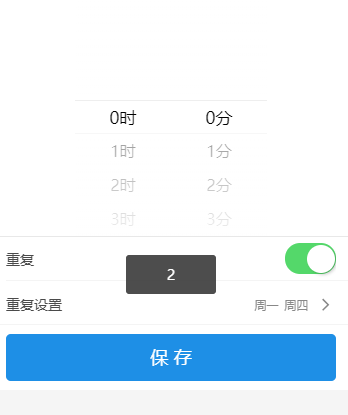 0时 0分
1时 1分
2时 2分
3时 3分
重复
2
重复设置 周一 周四
保存